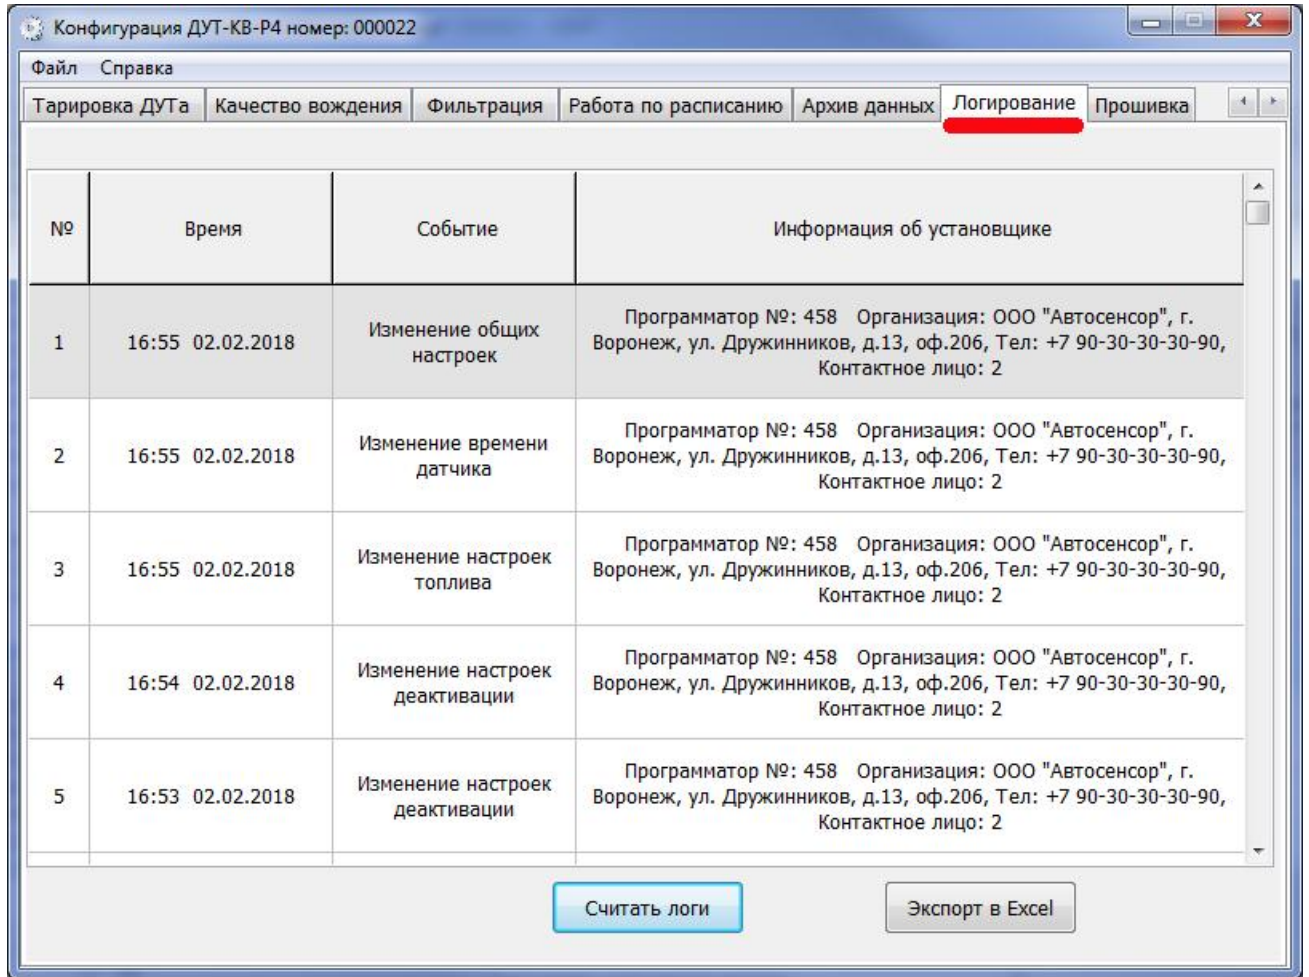 Конфигурация ДУТ-КВ-Р4 номер: 000022
Файл Справка
Тарировка ДУТа Качество вождения Фильтрация Работа по расписанию Архив данных Логирование Прошивка
№ Время Событие Информация об установщике
1 16:55 02.02.2018 Изменение общих настроек Программатор №: 458 Организация: ООО "Автосенсор", г.
Воронеж, ул. Дружинников, д.13, оф.206, Тел: +7 90-30-30-30-90,
Контактное лицо: 2
2 16:55 02.02.2018 Изменение времени датчика Программатор №: 458 Организация: ООО "Автосенсор", г.
Воронеж, ул. Дружинников, д.13, оф.206, Тел: +7 90-30-30-30-90,
Контактное лицо: 2
3 16:55 02.02.2018 Изменение настроек топлива Программатор №: 458 Организация: ООО "Автосенсор", г.
Воронеж, ул. Дружинников, д.13, оф.206, Тел: +7 90-30-30-30-90,
Контактное лицо: 2
4 16:54 02.02.2018 Изменение настроек деактивации Программатор №: 458 Организация: ООО "Автосенсор", г.
Воронеж, ул. Дружинников, д.13, оф.206, Тел: +7 90-30-30-30-90,
Контактное лицо: 2
5 16:53 02.02.2018 Изменение настроек деактивации Программатор №: 458 Организация: ООО "Автосенсор", г.
Воронеж, ул. Дружинников, д.13, оф.206, Тел: +7 90-30-30-30-90,
Контактное лицо: 2
Считать логи Экспорт в Excel